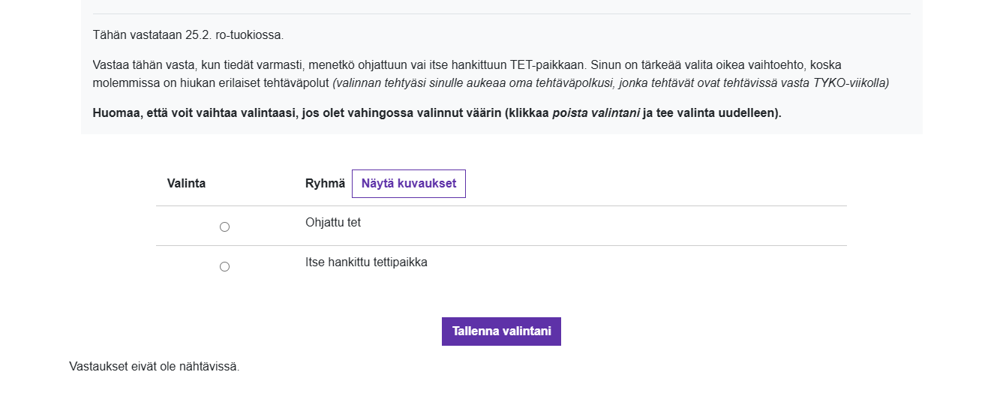 Tähän vastataan 25.2. ro-tuokiossa.
Vastaa tähän vasta, kun tiedät varmasti, menetkö ohjattuun vai itse hankittuun TET-paikkaan. Sinun on tärkeää valita oikea vaihtoehto, koska
molemmissa on hiukan erilaiset tehtäväpolut (valinnan tehtyäsi sinulle aukeaa oma tehtäväpolkusi, jonka tehtävät ovat tehtävissä vasta TYKO-viikolla)
Huomaa, että voit vaihtaa valintaasi, jos olet vahingossa valinnut väärin (klikkaa poista valintani ja tee valinta uudelleen).
Valinta Ryhmä Näytä kuvaukset
Ohjattu tet
Itse hankittu tettipaikka
Tallenna valintani
Vastaukset eivät ole nähtävissä.